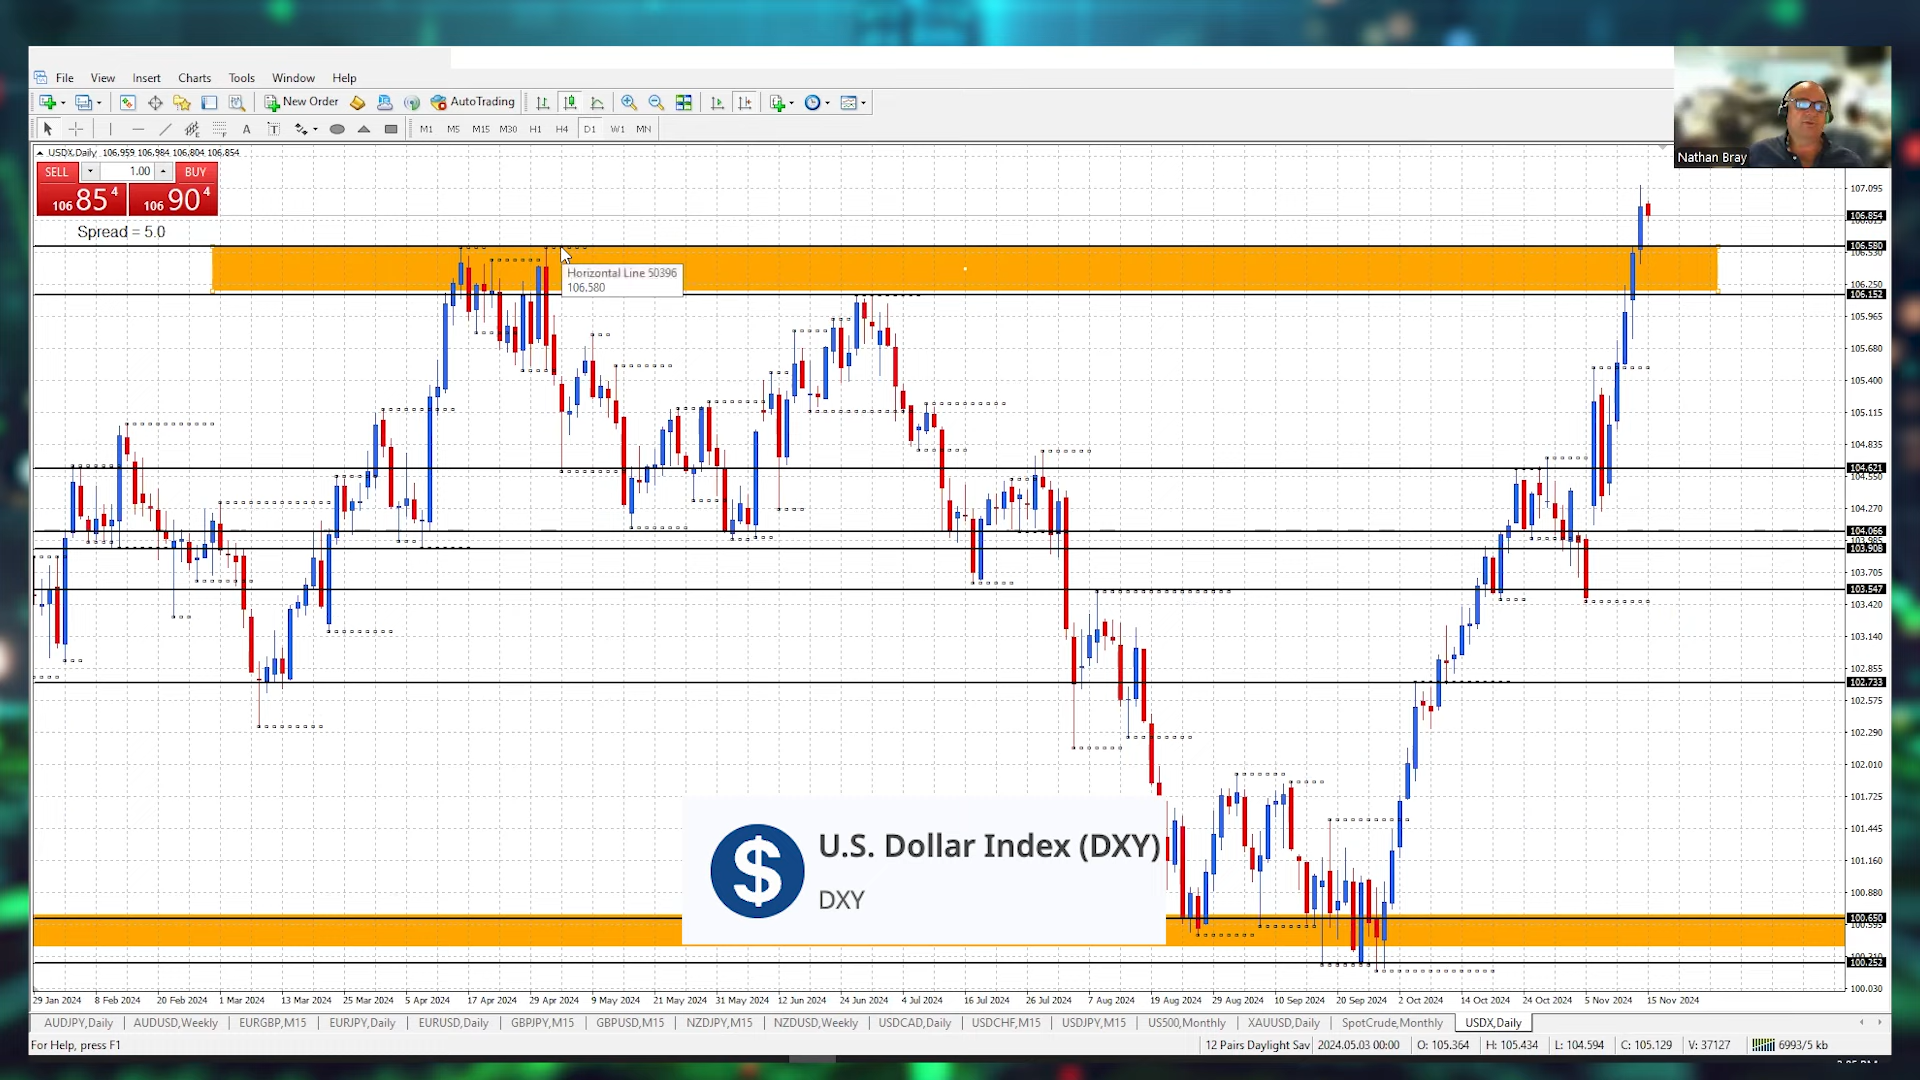 File View Insert Charts Tools Window Help
New Order AutoTrading
A T M1 M5 M15 M30 H1 H4 D1 W1 MN
Nathan Bray
USDX,Daily 106.959 106.984 106.804 106.854
SELL 1.00 BUY
106 85 4 106 90 4
Spread = 5.0
Horizontal Line 50396
106.580
107.095
106.854
106.580
106.530
106.250
106.152
105.965
105.680
105.400
105.115
104.835
104.621
104.550
104.270
104.066
103.985
103.908
103.705
103.547
103.420
103.140
102.855
102.733
102.575
102.290
102.010
101.725
101.445
101.160
100.880
100.650
100.595
100.252
100.030
U.S. Dollar Index (DXY)
DXY
29 Jan 2024 8 Feb 2024 20 Feb 2024 1 Mar 2024 13 Mar 2024 25 Mar 2024 5 Apr 2024 17 Apr 2024 29 Apr 2024 9 May 2024 21 May 2024 31 May 2024 12 Jun 2024 24 Jun 2024 4 Jul 2024 16 Jul 2024 26 Jul 2024 7 Aug 2024 19 Aug 2024 29 Aug 2024 10 Sep 2024 20 Sep 2024 2 Oct 2024 14 Oct 2024 24 Oct 2024 5 Nov 2024 15 Nov 2024
AUDJPY,Daily AUDUSD,Weekly EURGBP,M15 EURJPY,Daily EURUSD,Daily GBPJPY,M15 GBPUSD,M15 NZDJPY,M15 NZDUSD,Weekly USDCAD,Daily USDCHF,M15 USDJPY,M15 US500,Monthly XAUUSD,Daily SpotCrude,Monthly USDX,Daily
For Help, press F1 12 Pairs Daylight Sav 2024.05.03 00:00 O: 105.364 H: 105.434 L: 104.594 C: 105.129 V: 37127 6993/5 kb